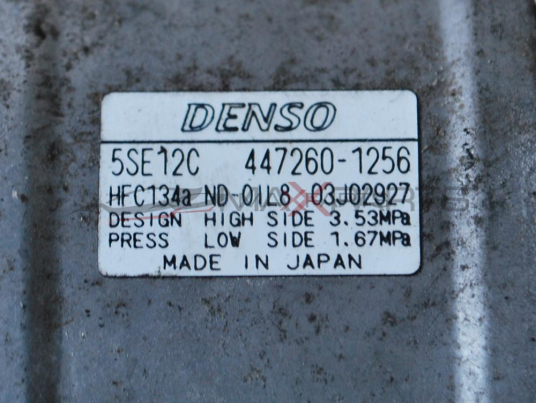 DENSO
5SE12C 447260-1256
HFC134a ND-OIL8 03J02927
DESIGN HIGH SIDE 3.53MPa
PRESS LOW SIDE 1.67MPa
MADE IN JAPAN